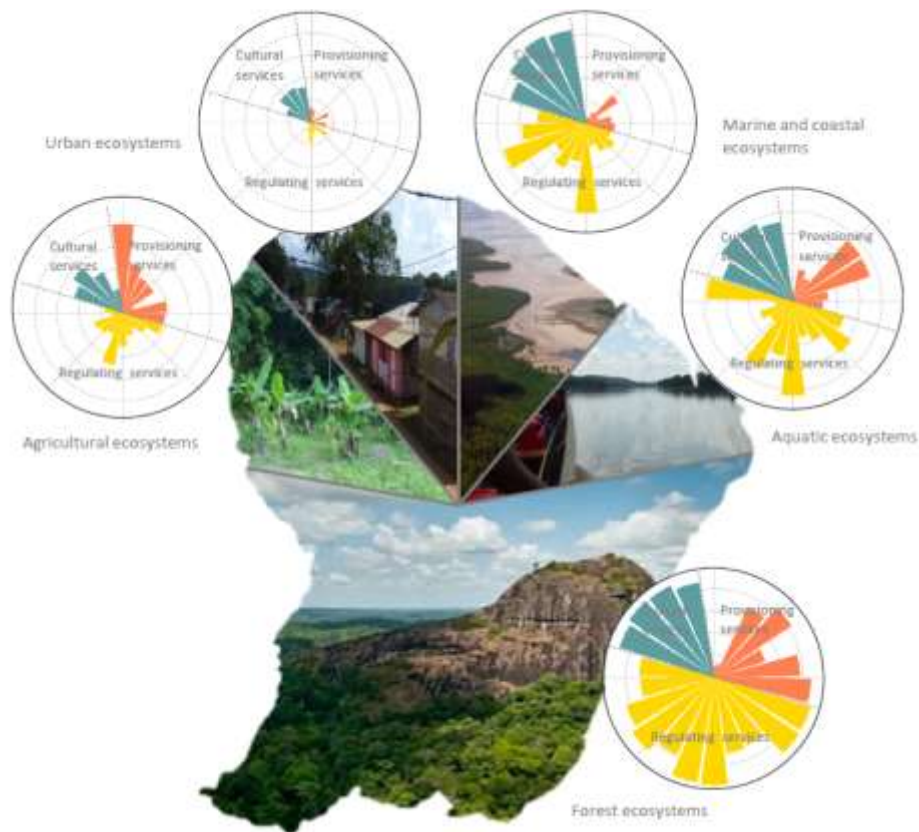 Cultural
services
Provisioning
services
Regulating services
Urban ecosystems
Provisioning
services
Regulating services
Marine and coastal
ecosystems
Cultural
services
Provisioning
services
Regulating services
Agricultural ecosystems
Provisioning
services
Regulating services
Aquatic ecosystems
Provisioning
services
Regulating services
Forest ecosystems